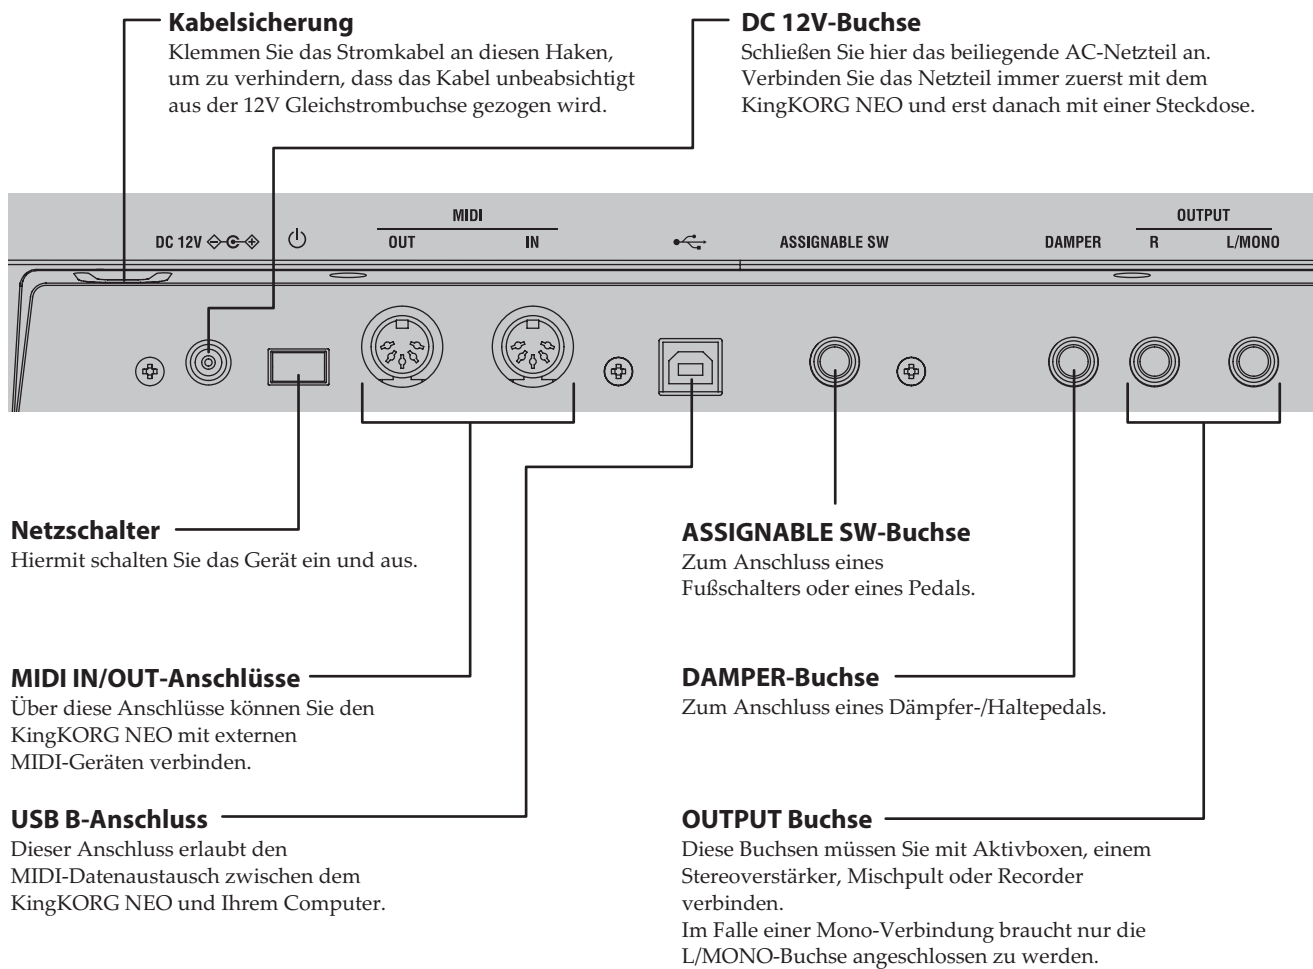 Kabelsicherung
Klemmen Sie das Stromkabel an diesen Haken,
um zu verhindern, dass das Kabel unbeabsichtigt
aus der 12V Gleichstrombuchse gezogen wird.
DC 12V-Buchse
Schließen Sie hier das beiliegende AC-Netzteil an.
Verbinden Sie das Netzteil immer zuerst mit dem
KingKORG NEO und erst danach mit einer Steckdose.
MIDI
OUTPUT
DC 12V
OUT
IN
ASSIGNABLE SW
DAMPER
R
L/MONO
Netzschalter
Hiermit schalten Sie das Gerät ein und aus.
ASSIGNABLE SW-Buchse
Zum Anschluss eines
Fußschalters oder eines Pedals.
MIDI IN/OUT-Anschlüsse
Über diese Anschlüsse können Sie den
KingKORG NEO mit externen
MIDI-Geräten verbinden.
DAMPER-Buchse
Zum Anschluss eines Dämpfer-/Haltepedals.
USB B-Anschluss
Dieser Anschluss erlaubt den
MIDI-Datenaustausch zwischen dem
KingKORG NEO und Ihrem Computer.
OUTPUT Buchse
Diese Buchsen müssen Sie mit Aktivboxen, einem
Stereoverstärker, Mischpult oder Recorder
verbinden.
Im Falle einer Mono-Verbindung braucht nur die
L/MONO-Buchse angeschlossen zu werden.